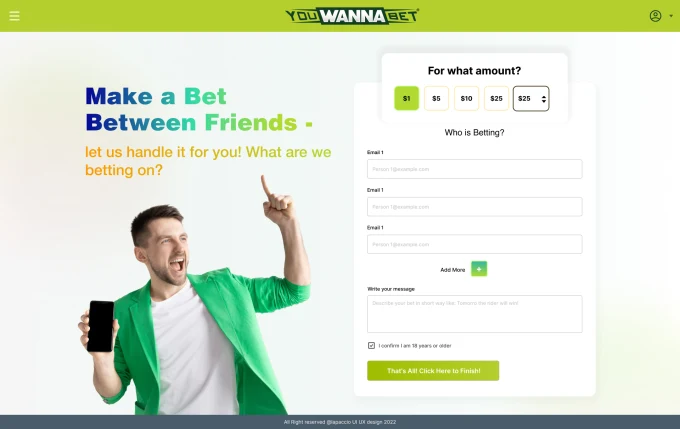 YOU WANNA BET
Make a Bet
Between Friends -
let us handle it for you! What are we
betting on?
For what amount?
$1
$5
$10
$25
$25
Who is Betting?
Email 1
Person 1@example.com
Email 1
Person 1@example.com
Email 1
Person 1@example.com
Add More +
Write your message
Describe your bet in short way like: Tomorro the rider will win!
I confirm I am 18 years or older
That's All! Click Here to Finish!
All Right reserved @lapaccio UI UX design 2022